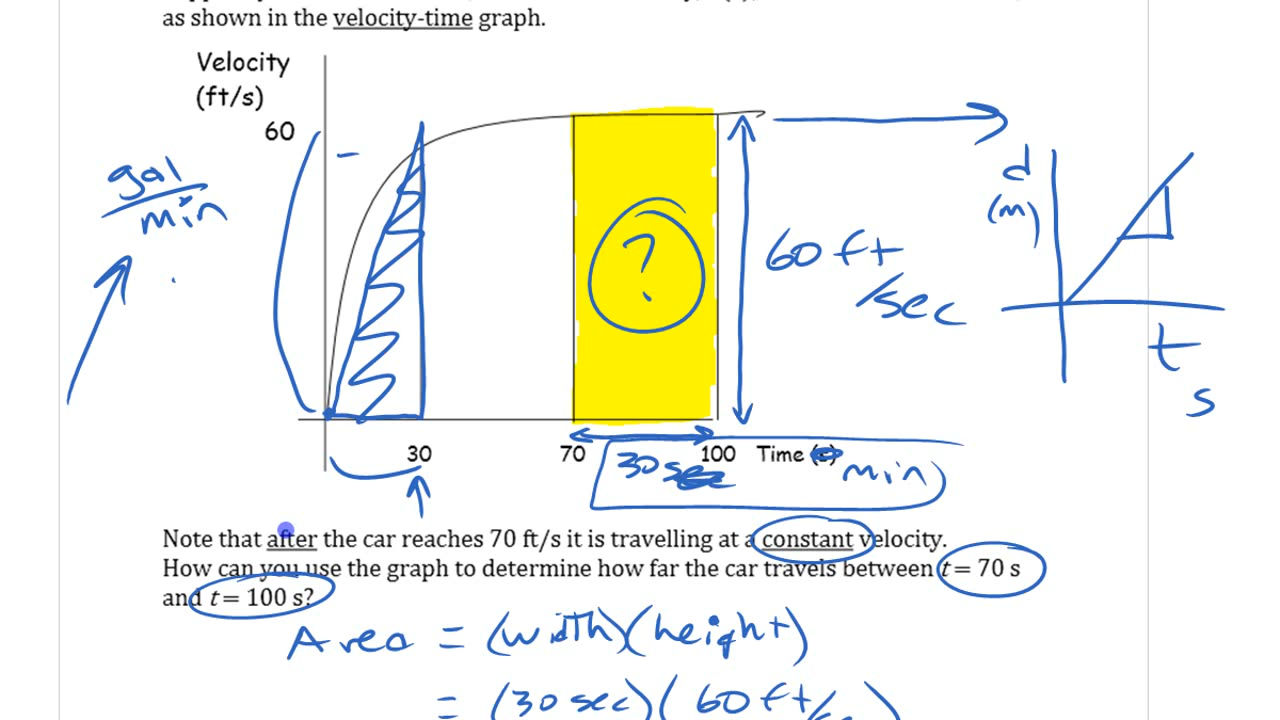 as shown in the velocity-time graph.
Velocity
(ft/s)
60
gal
min
?
60 ft
/sec
d
(m)
t
s
30
70
100
Time
30
min)
Note that after the car reaches 70 ft/s it is travelling at a constant velocity.
How can you use the graph to determine how far the car travels between t = 70 s
and t = 100 s?
Area = (width)(height)
= (30 sec)(60 ft/